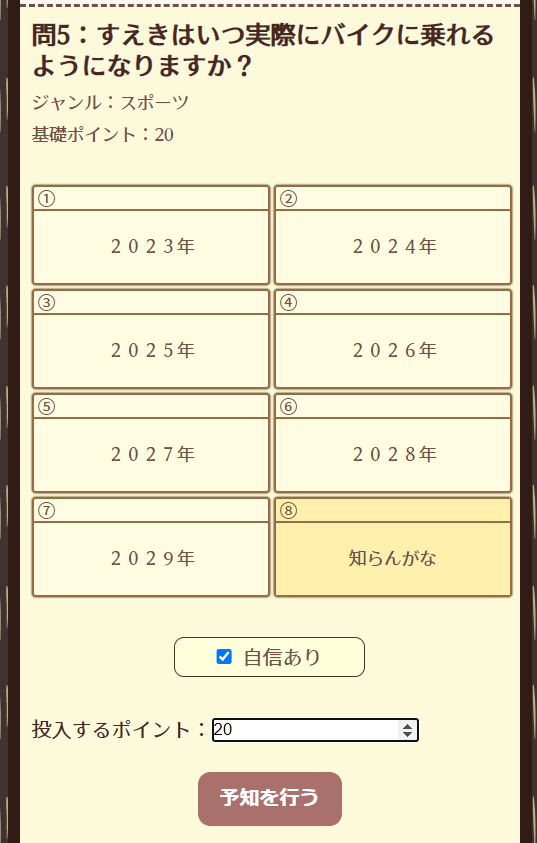 問5：すえきはいつ実際にバイクに乗れる
ようになりますか？
ジャンル：スポーツ
基礎ポイント：20
① ②
２０２３年 ２０２４年
③ ④
２０２５年 ２０２６年
⑤ ⑥
２０２７年 ２０２８年
⑦ ⑧
２０２９年 知らんがな
自信あり
投入するポイント：20
予知を行う